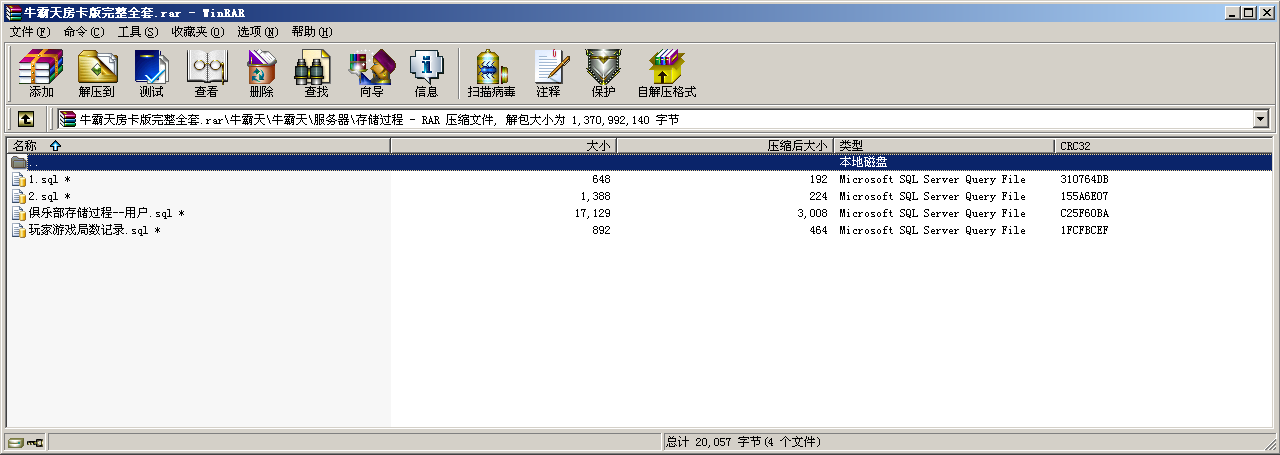 牛霸天房卡版完整全套.rar - WinRAR
文件(F) 命令(C) 工具(S) 收藏夹(O) 选项(N) 帮助(H)
添加 解压到 测试 查看 删除 查找 向导 信息 扫描病毒 注释 保护 自解压格式
牛霸天房卡版完整全套.rar\牛霸天\牛霸天\服务器\存储过程 - RAR 压缩文件, 解包大小为 1,370,992,140 字节
名称 大小 压缩后大小 类型 CRC32
.. 本地磁盘
1.sql * 648 192 Microsoft SQL Server Query File 310764DB
2.sql * 1,388 224 Microsoft SQL Server Query File 155A6E07
俱乐部存储过程--用户.sql * 17,129 3,008 Microsoft SQL Server Query File C25F60BA
玩家游戏局数记录.sql * 892 464 Microsoft SQL Server Query File 1FCFBCEF
总计 20,057 字节(4 个文件)